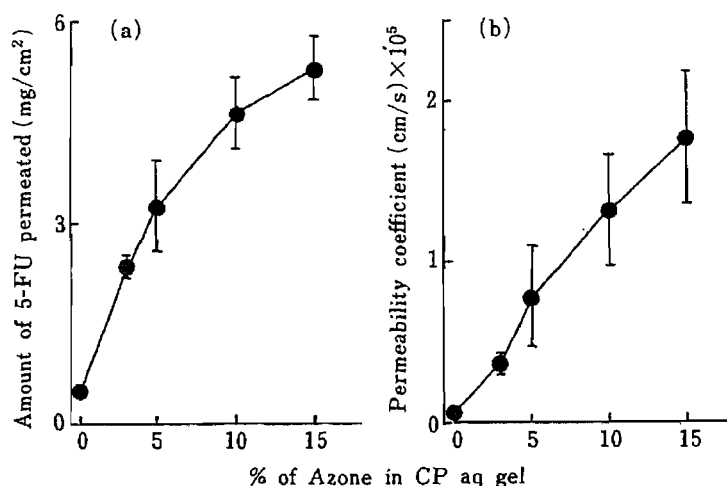 (a)
Amount of 5-FU permeated (mg/cm²)
6
3
0
0 5 10 15
(b)
Permeability coefficient (cm/s)×10⁵
2
1
0
0 5 10 15
% of Azone in CP aq gel